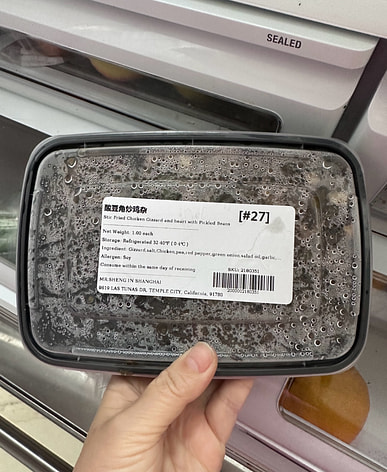 SEALED
酸豆角炒鸡杂
Stir Fried Chicken Gizzard and heart with Pickled Beans
[#27]
Net Weight: 1.00 each
Storage: Refrigerated 32-40°F ( 0-4°C )
Ingredient: Gizzard,salt,Chicken,pea,red pepper,green onion,salad oil,garlic,...
Allergen: Soy
Consume within the same day of receiving
SKU: 2160351
MR.SHENG IN SHANGHAI
9619 LAS TUNAS DR, TEMPLE CITY, California, 91780